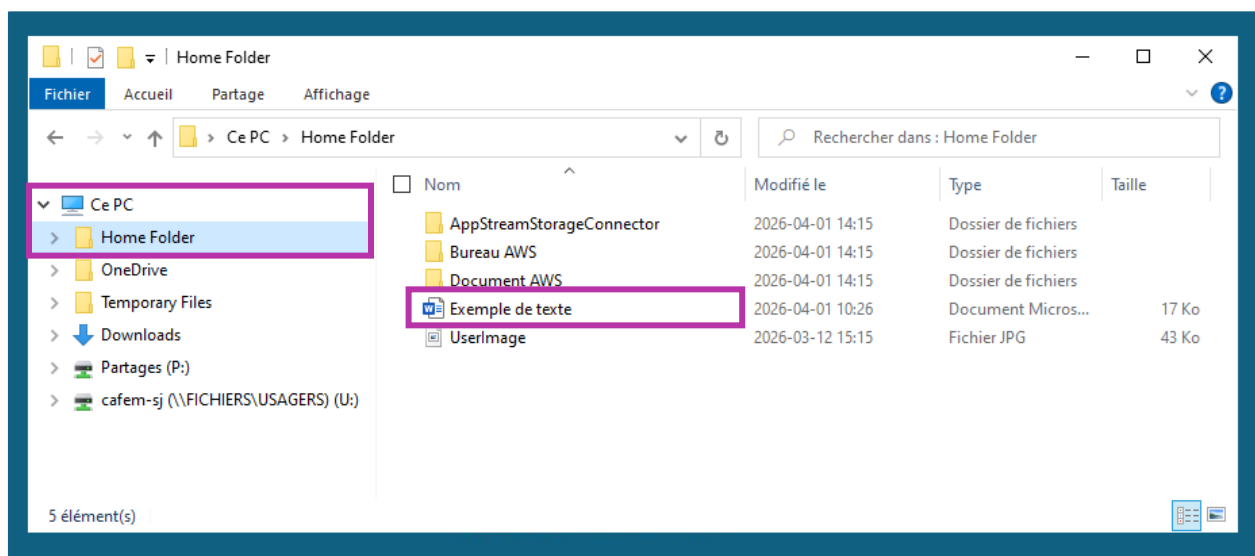 Home Folder
Fichier Accueil Partage Affichage
Ce PC > Home Folder
Rechercher dans : Home Folder
Nom Modifié le Type Taille
Ce PC
Home Folder
OneDrive
Temporary Files
Downloads
Partages (P:)
cafem-sj (\\FICHIERS\USAGERS) (U:)
AppStreamStorageConnector 2026-04-01 14:15 Dossier de fichiers
Bureau AWS 2026-04-01 14:15 Dossier de fichiers
Document AWS 2026-04-01 14:15 Dossier de fichiers
Exemple de texte 2026-04-01 10:26 Document Micros... 17 Ko
UserImage 2026-03-12 15:15 Fichier JPG 43 Ko
5 élément(s)